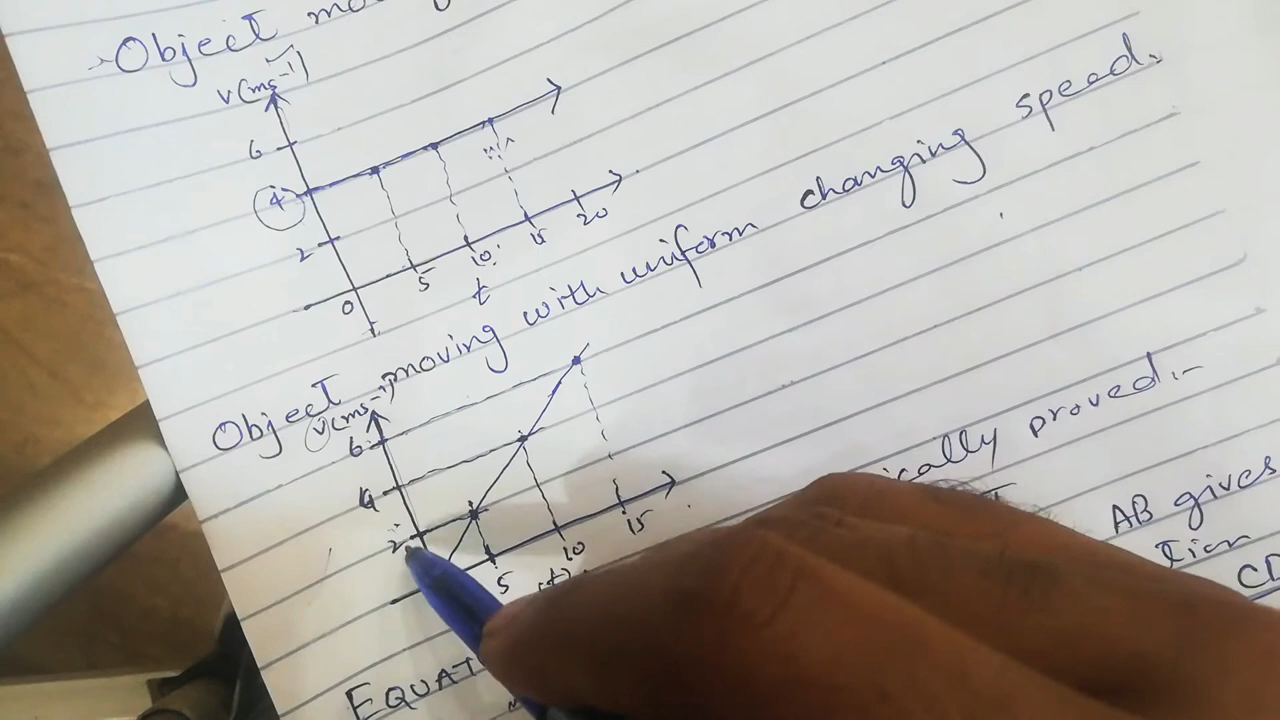 Object
v(ms⁻¹)
6
4
2
0
5
10
15
20
t
Object moving with uniform changing speed.
v(ms⁻¹)
6
4
2
5
10
15
(t)
ically proved:-
AB gives
EQUAT